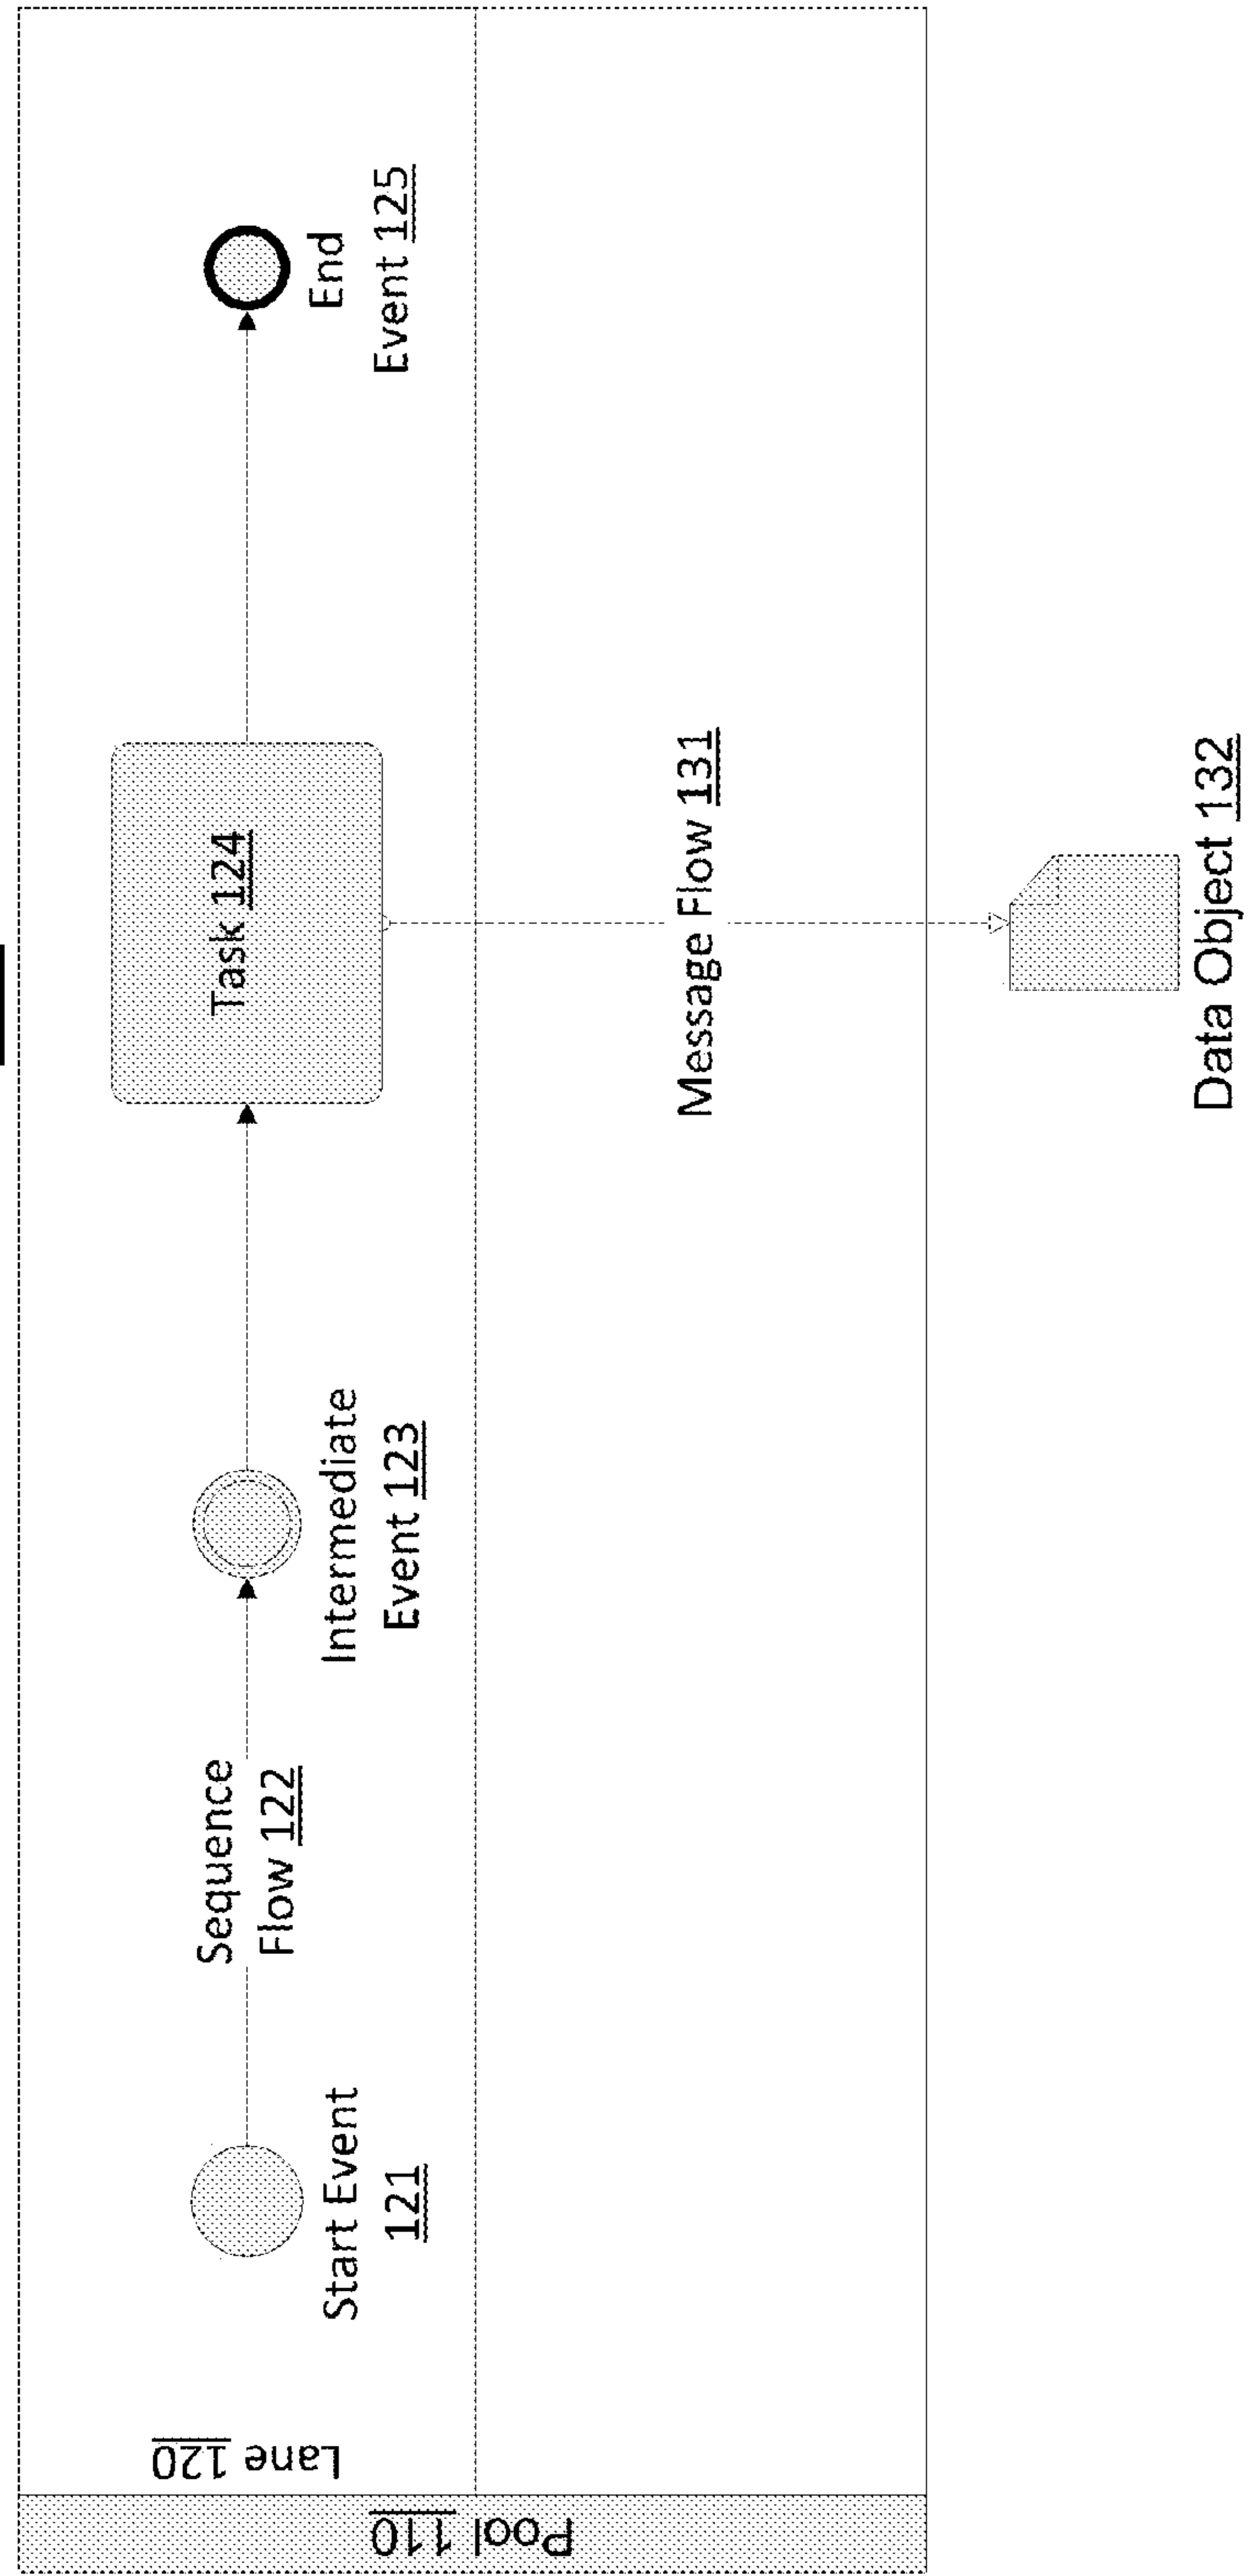 Pool 110
Lane 120
Start Event
121
Sequence
Flow 122
Intermediate
Event 123
Task 124
End
Event 125
Message Flow 131
Data Object 132